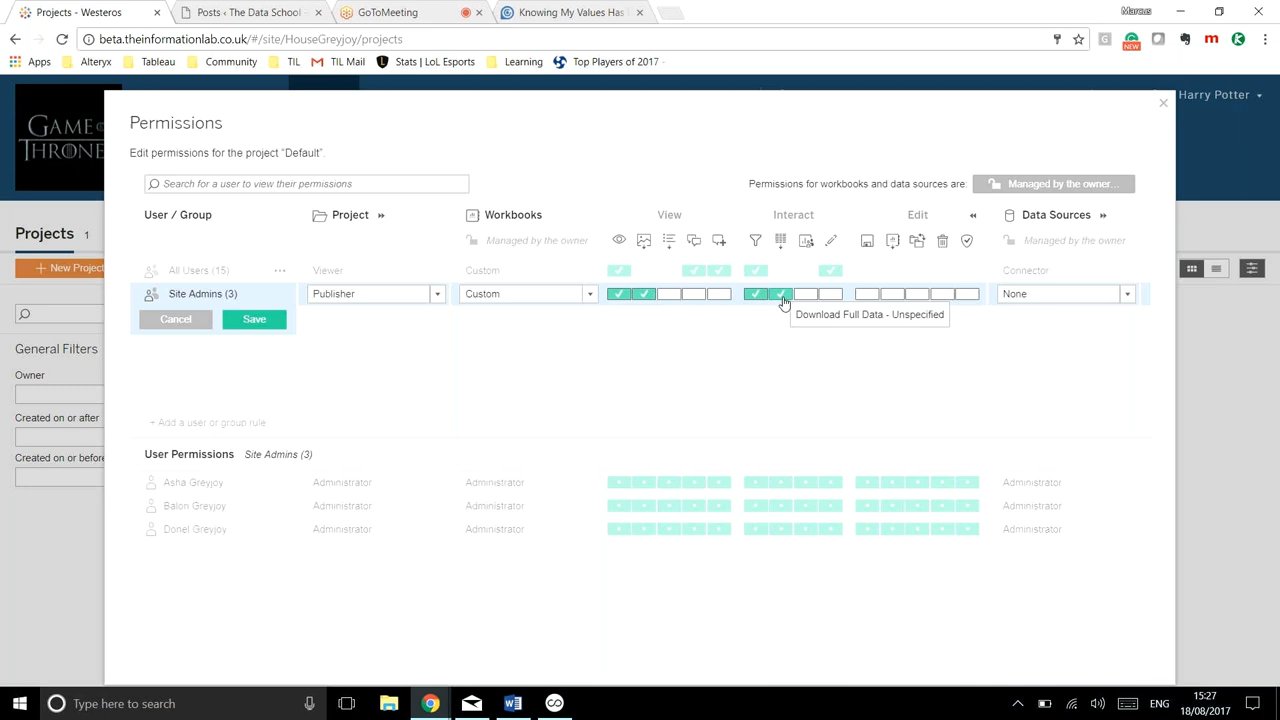 Projects - Westeros
Posts ‹ The Data School –
GoToMeeting
Knowing My Values Has
Marcus
beta.theinformationlab.co.uk/#/site/HouseGreyjoy/projects
NEW
Apps
Alteryx
Tableau
Community
TIL
TIL Mail
Stats | LoL Esports
Learning
Top Players of 2017 -
GAME OF
THRONE
Harry Potter
Projects 1
+ New Project
General Filters
Owner
Created on or after
Created on or before
Permissions
Edit permissions for the project "Default".
Search for a user to view their permissions
Permissions for workbooks and data sources are:
Managed by the owner...
User / Group
Project
Workbooks
View
Interact
Edit
Data Sources
Managed by the owner
Managed by the owner
All Users (15)
Viewer
Custom
Connector
Site Admins (3)
Publisher
Custom
None
Cancel
Save
Download Full Data - Unspecified
+ Add a user or group rule
User Permissions
Site Admins (3)
Asha Greyjoy
Administrator
Administrator
Administrator
Balon Greyjoy
Administrator
Administrator
Administrator
Donel Greyjoy
Administrator
Administrator
Administrator
Type here to search
ENG
15:27
18/08/2017